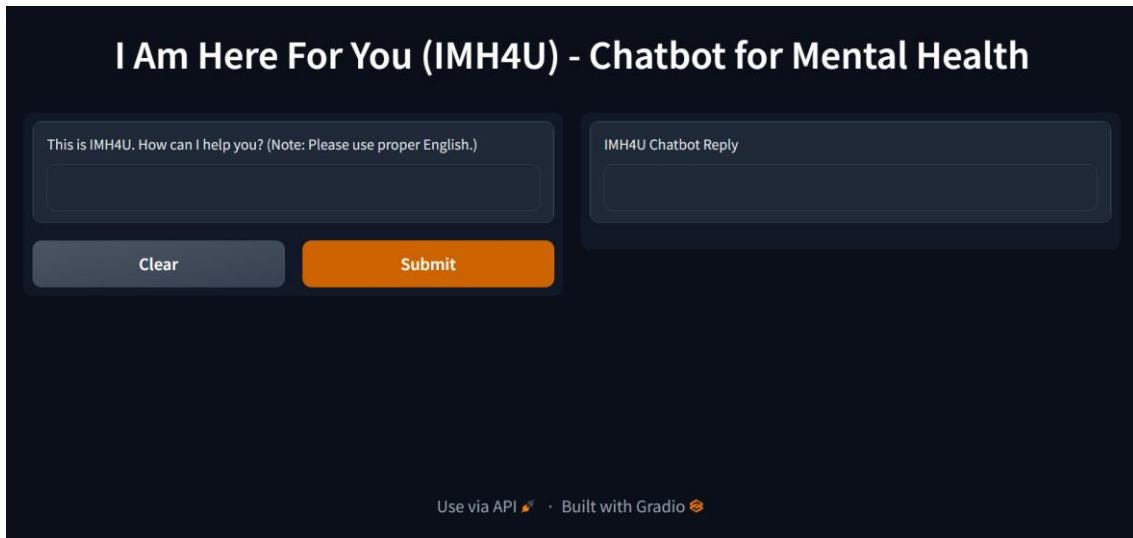 I Am Here For You (IMH4U) - Chatbot for Mental Health
This is IMH4U. How can I help you? (Note: Please use proper English.)
IMH4U Chatbot Reply
Clear
Submit
Use via API 🚀 · Built with Gradio